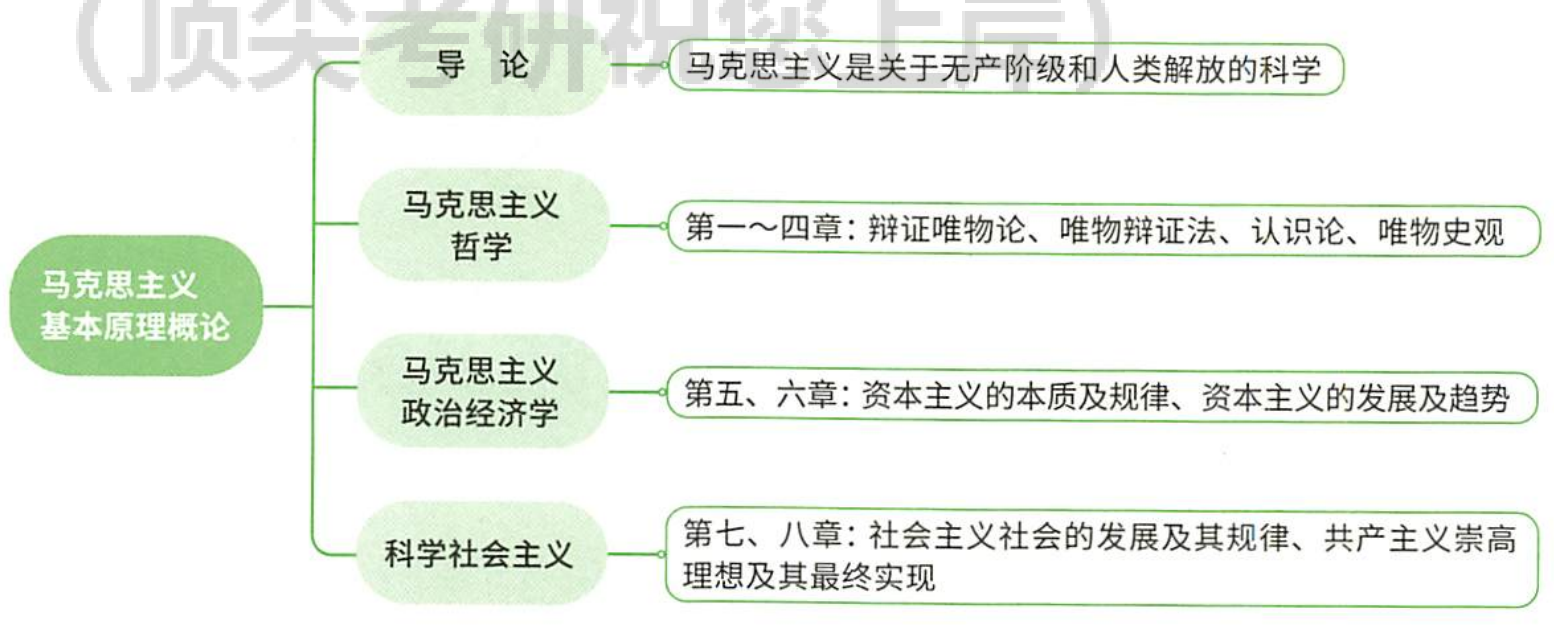 (顶尖考研祝您上岸)
导 论
马克思主义是关于无产阶级和人类解放的科学
马克思主义
哲学
第一～四章：辩证唯物论、唯物辩证法、认识论、唯物史观
马克思主义
基本原理概论
马克思主义
政治经济学
第五、六章：资本主义的本质及规律、资本主义的发展及趋势
科学社会主义
第七、八章：社会主义社会的发展及其规律、共产主义崇高
理想及其最终实现